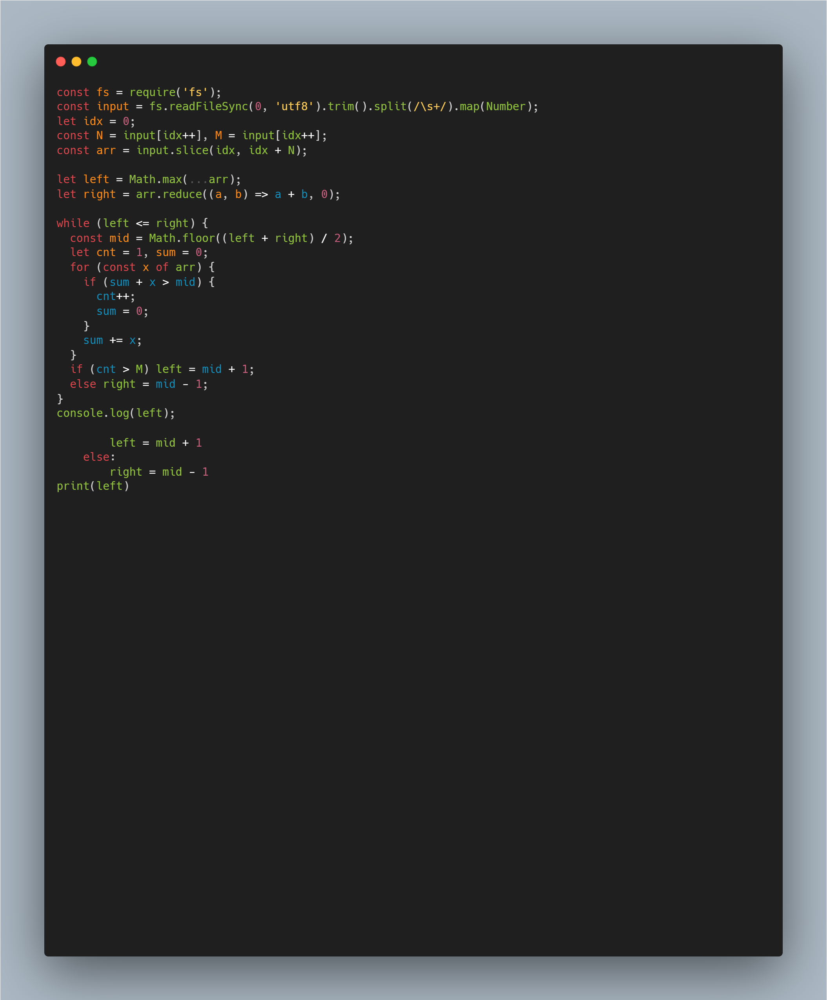 const fs = require('fs');
const input = fs.readFileSync(0, 'utf8').trim().split(/\s+/).map(Number);
let idx = 0;
const N = input[idx++], M = input[idx++];
const arr = input.slice(idx, idx + N);

let left = Math.max(...arr);
let right = arr.reduce((a, b) => a + b, 0);

while (left <= right) {
  const mid = Math.floor((left + right) / 2);
  let cnt = 1, sum = 0;
  for (const x of arr) {
    if (sum + x > mid) {
      cnt++;
      sum = 0;
    }
    sum += x;
  }
  if (cnt > M) left = mid + 1;
  else right = mid - 1;
}
console.log(left);

        left = mid + 1
    else:
        right = mid - 1
print(left)